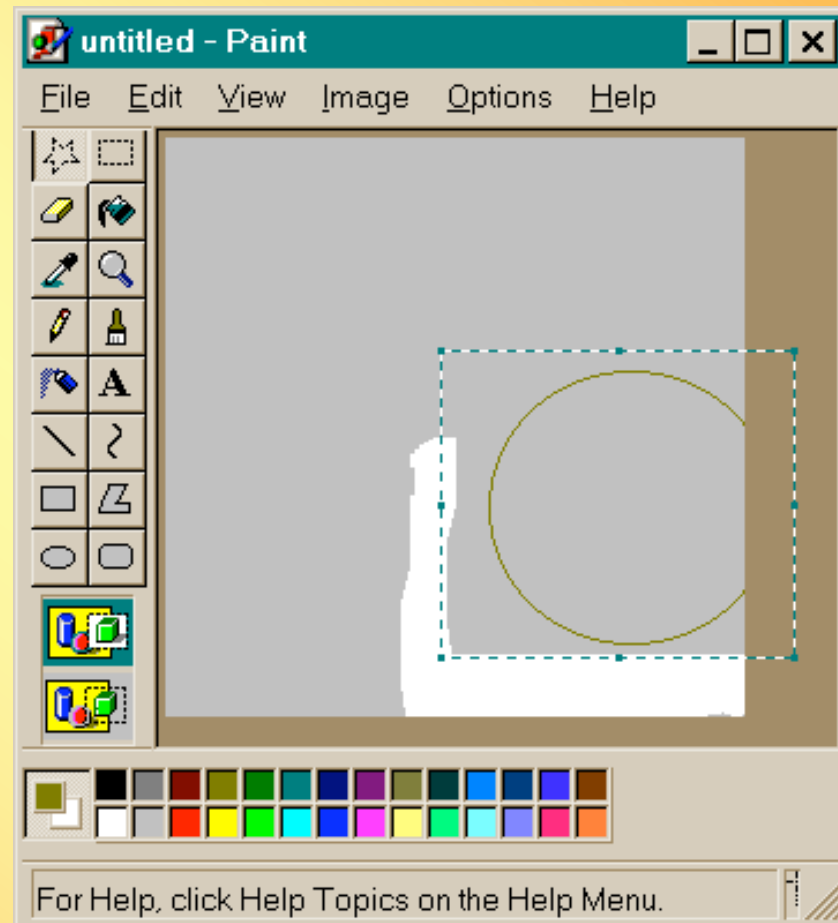 untitled - Paint
File Edit View Image Options Help
A
For Help, click Help Topics on the Help Menu.